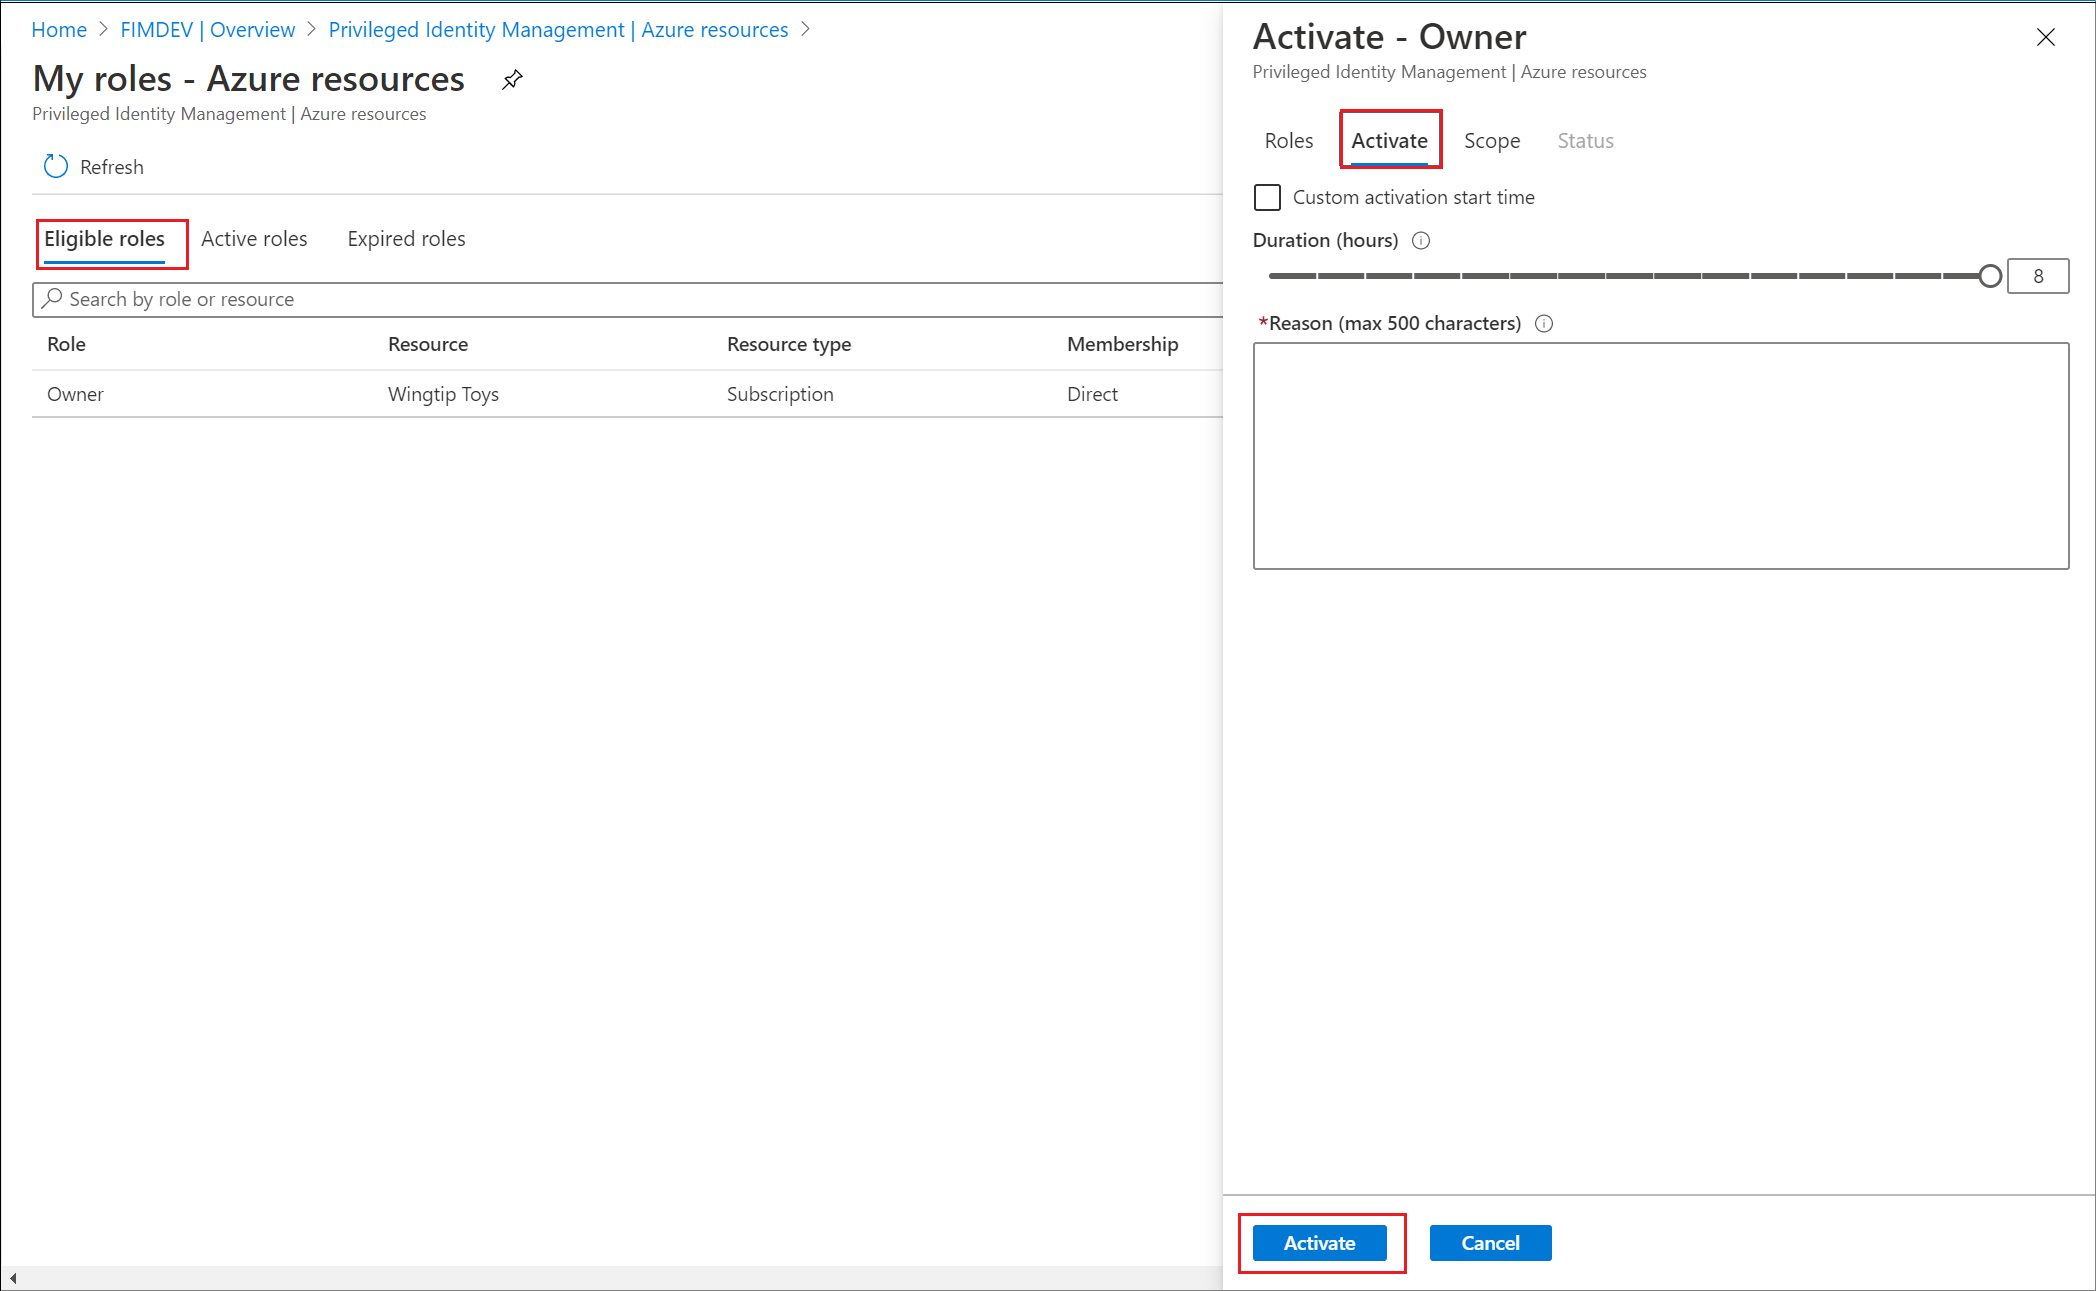 Home > FIMDEV | Overview > Privileged Identity Management | Azure resources >
My roles - Azure resources
Privileged Identity Management | Azure resources
Refresh
Eligible roles Active roles Expired roles
Search by role or resource
Role Resource Resource type Membership
Owner Wingtip Toys Subscription Direct
Activate - Owner
Privileged Identity Management | Azure resources
Roles Activate Scope Status
Custom activation start time
Duration (hours)
8
*Reason (max 500 characters)
Activate Cancel